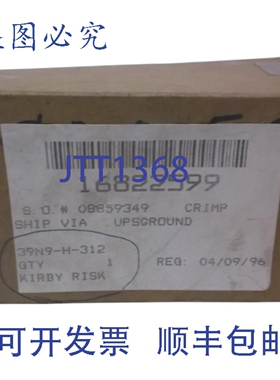 盗图必究
16822599
JTT1368
S.O.# 08859349 CRIMP
SHIP VIA UPSGROUND
39N9-H-312
QTY 1 REG: 04/09/96
KIRBY RISK
可开发票 顺丰包邮